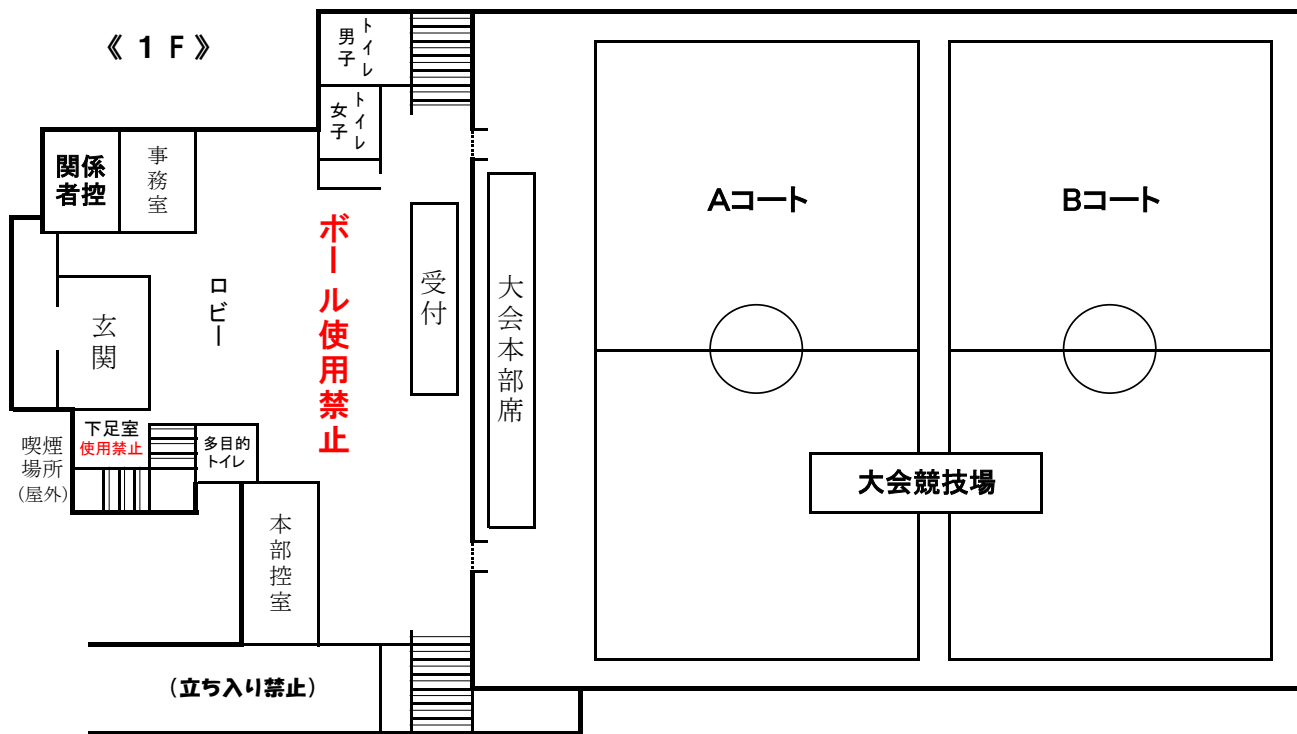 《 1 F 》
男子
トイレ
女子
トイレ
関係
者控
事務室
Aコート
Bコート
ボール使用禁止
受付
大会本部席
ロビー
玄関
下足室
使用禁止
多目的
トイレ
喫煙
場所
(屋外)
大会競技場
本部控室
(立ち入り禁止)